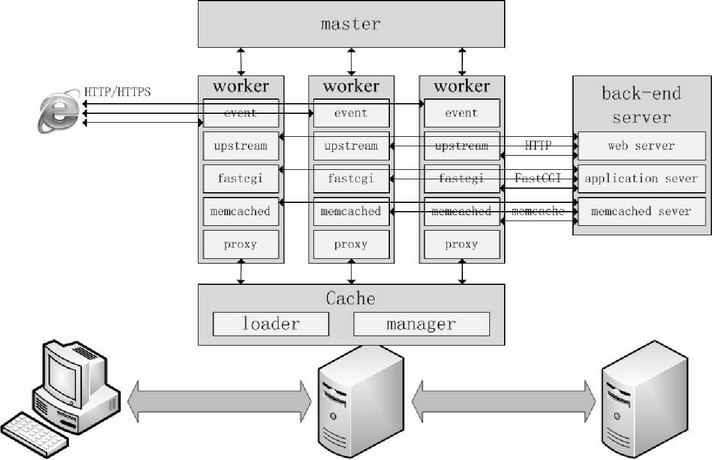 master
HTTP/HTTPS
worker
worker
worker
back-end
server
event
event
event
upstream
upstream
upstream
HTTP
web server
fastcgi
fastcgi
fastcgi
FastCGI
application sever
memcached
memcached
memcached
memcache
memcached sever
proxy
proxy
proxy
Cache
loader
manager